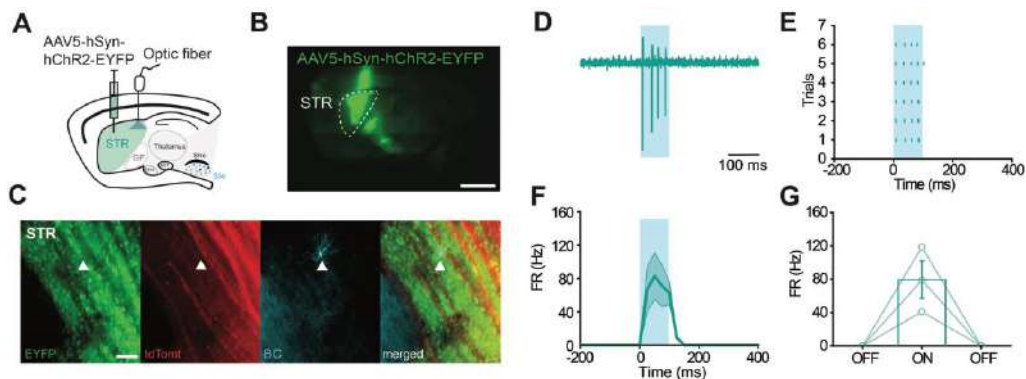 A
AAV5-hSyn-
hChR2-EYFP
Optic fiber
STR
GP
Thalamus
B
AAV5-hSyn-hChR2-EYFP
STR
C
STR
EYFP
tdTomt
BC
merged
D
100 ms
E
Trials
7
6
5
4
3
2
1
0
-200 0 200 400
Time (ms)
F
FR (Hz)
160
120
80
40
0
-200 0 200 400
Time (ms)
G
FR (Hz)
160
120
80
40
0
OFF ON OFF